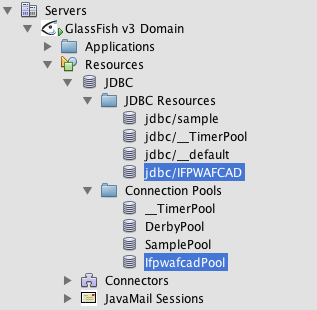 Servers
GlassFish v3 Domain
Applications
Resources
JDBC
JDBC Resources
jdbc/sample
jdbc/__TimerPool
jdbc/__default
jdbc/IFPWAFCAD
Connection Pools
__TimerPool
DerbyPool
SamplePool
IfpwafcadPool
Connectors
JavaMail Sessions